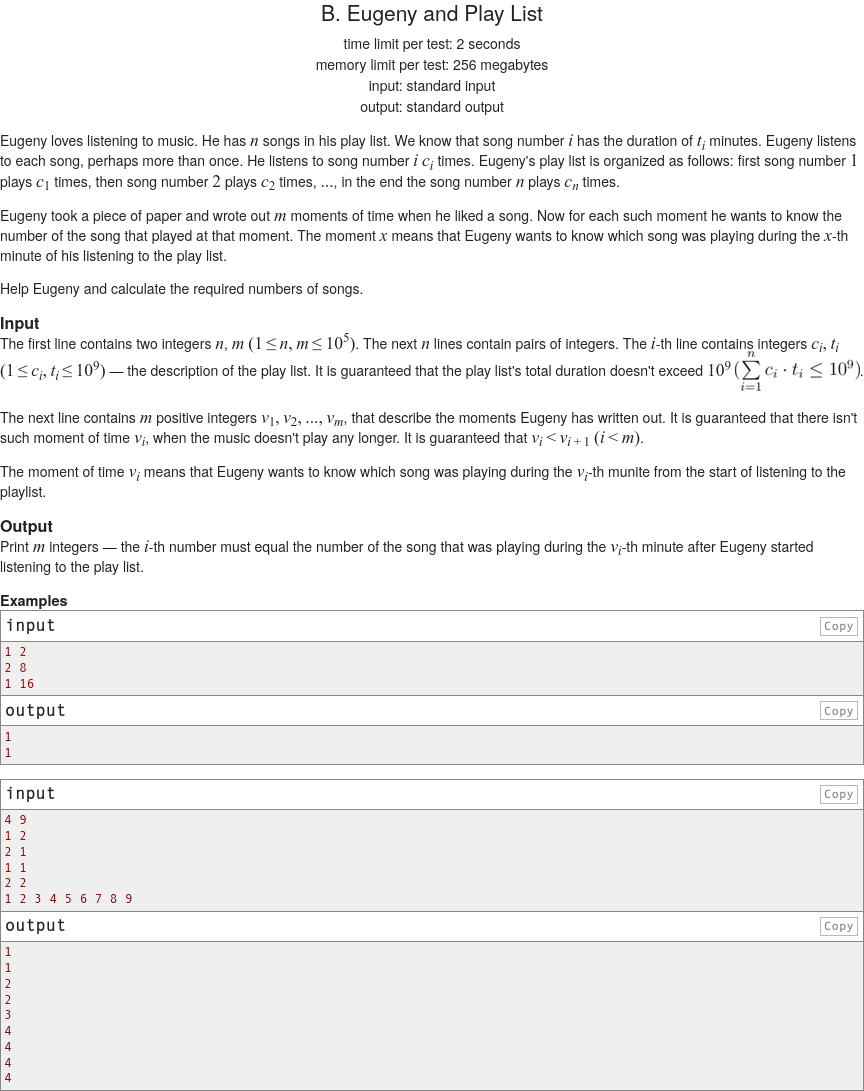 B. Eugeny and Play List
time limit per test: 2 seconds
memory limit per test: 256 megabytes
input: standard input
output: standard output
Eugeny loves listening to music. He has n songs in his play list. We know that song number i has the duration of t_i minutes. Eugeny listens
to each song, perhaps more than once. He listens to song number i c_i times. Eugeny's play list is organized as follows: first song number 1
plays c_1 times, then song number 2 plays c_2 times, ..., in the end the song number n plays c_n times.
Eugeny took a piece of paper and wrote out m moments of time when he liked a song. Now for each such moment he wants to know the
number of the song that played at that moment. The moment x means that Eugeny wants to know which song was playing during the x-th
minute of his listening to the play list.
Help Eugeny and calculate the required numbers of songs.
Input
The first line contains two integers n, m (1 ≤ n, m ≤ 10^5). The next n lines contain pairs of integers. The i-th line contains integers c_i, t_i
(1 ≤ c_i, t_i ≤ 10^9) — the description of the play list. It is guaranteed that the play list's total duration doesn't exceed 10^9 (∑_{i=1}^{n} c_i · t_i ≤ 10^9).
The next line contains m positive integers v_1, v_2, ..., v_m, that describe the moments Eugeny has written out. It is guaranteed that there isn't
such moment of time v_i, when the music doesn't play any longer. It is guaranteed that v_i < v_{i + 1} (i < m).
The moment of time v_i means that Eugeny wants to know which song was playing during the v_i-th munite from the start of listening to the
playlist.
Output
Print m integers — the i-th number must equal the number of the song that was playing during the v_i-th minute after Eugeny started
listening to the play list.
Examples
input Copy
1 2
2 8
1 16
output Copy
1
1
input Copy
4 9
1 2
2 1
1 1
2 2
1 2 3 4 5 6 7 8 9
output Copy
1
1
2
2
3
4
4
4
4